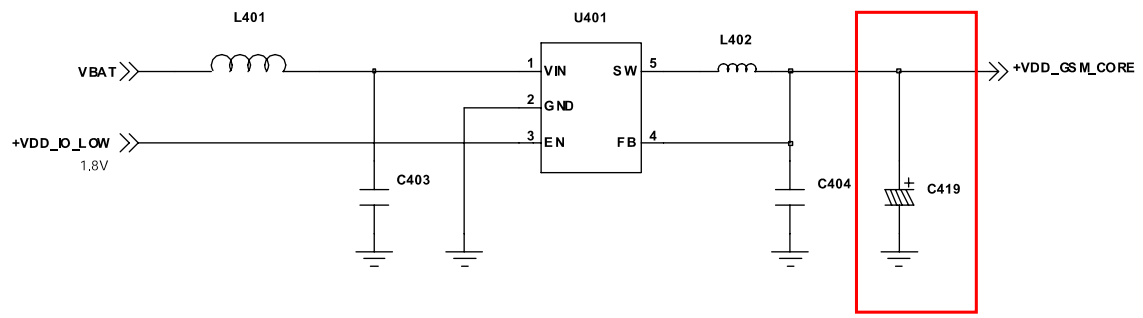 L401
U401
L402
VBAT
1
VIN
SW
5
+VDD_GSM_CORE
2
GND
+VDD_IO_LOW
3
EN
FB
4
1.8V
C403
C404
+
C419